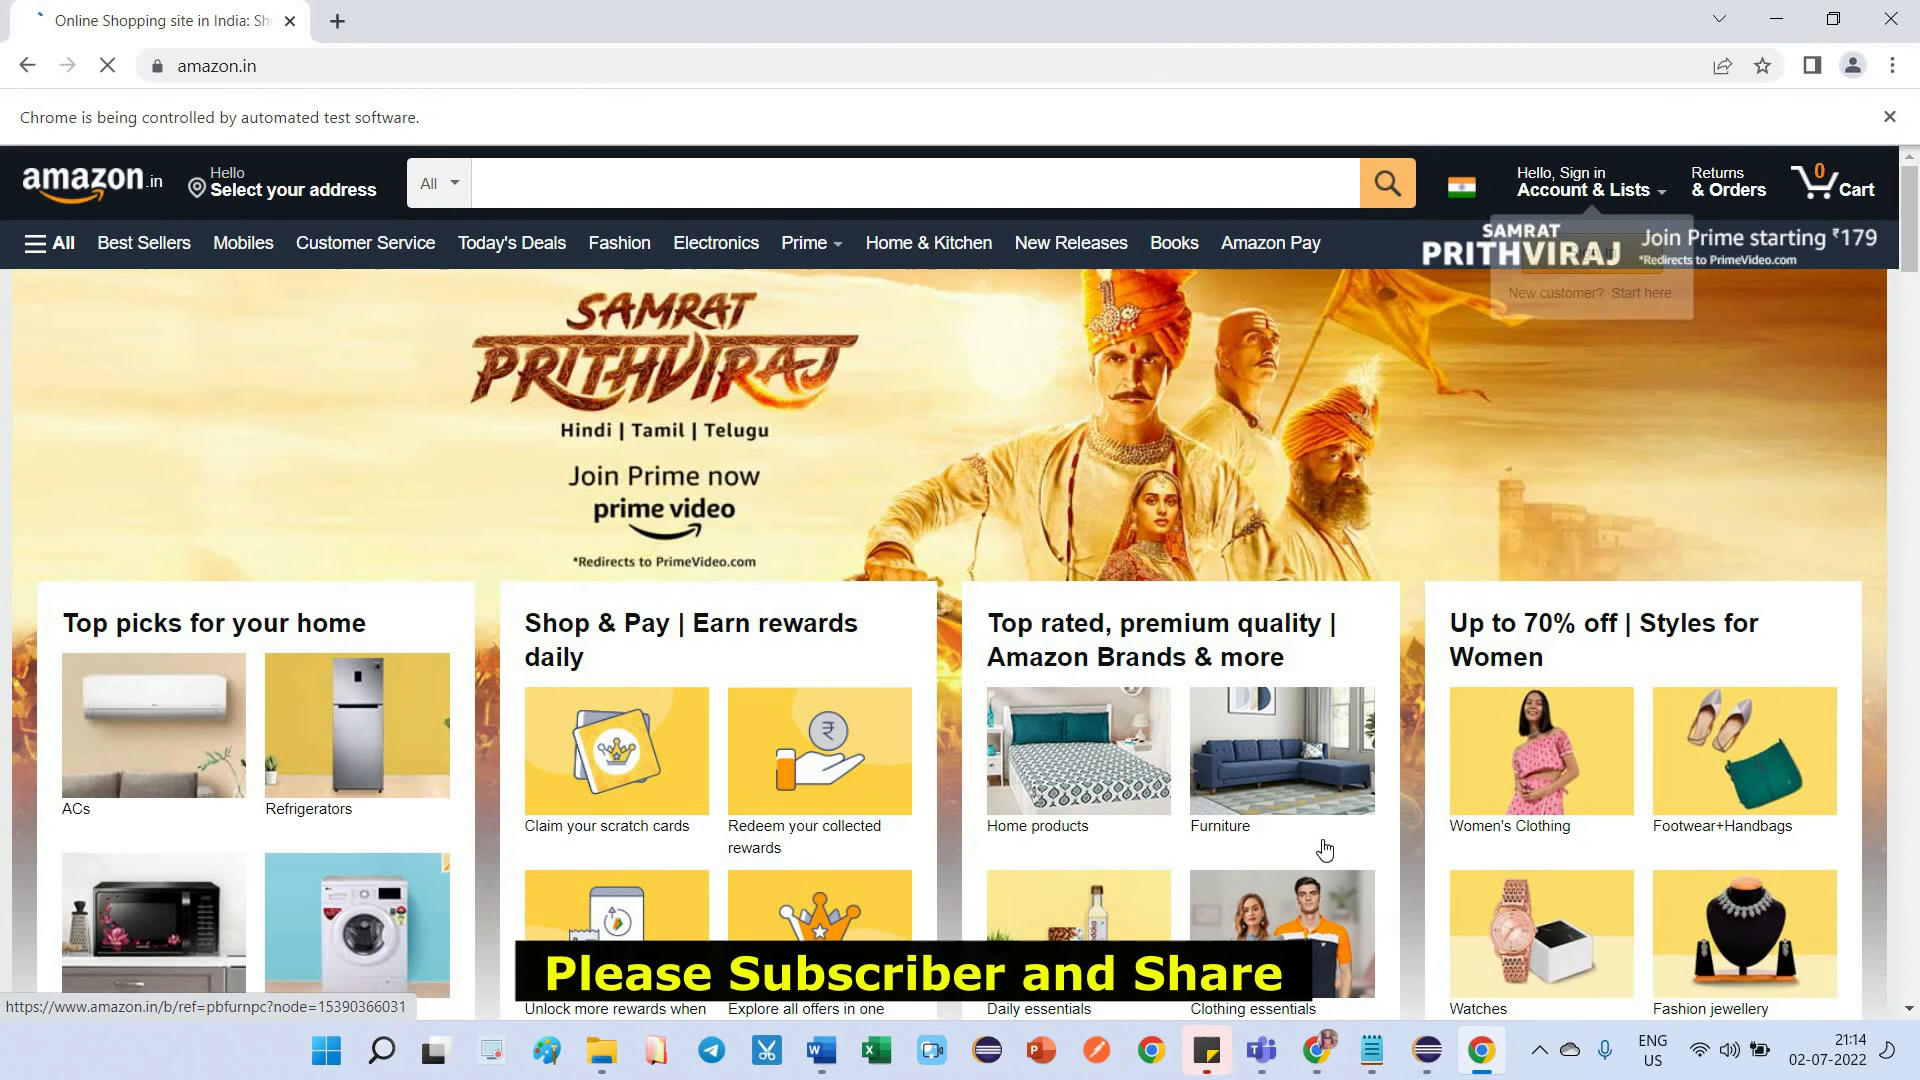 Online Shopping site in India: Sh
amazon.in
Chrome is being controlled by automated test software.
amazon.in
Hello
Select your address
All
Hello, Sign in
Account & Lists
Returns
& Orders
0
Cart
All
Best Sellers
Mobiles
Customer Service
Today's Deals
Fashion
Electronics
Prime
Home & Kitchen
New Releases
Books
Amazon Pay
SAMRAT
PRITHVIRAJ
Join Prime starting ₹179
*Redirects to PrimeVideo.com
New customer? Start here.
SAMRAT
PRITHVIRAJ
Hindi | Tamil | Telugu
Join Prime now
prime video
*Redirects to PrimeVideo.com
Top picks for your home
ACs
Refrigerators
Shop & Pay | Earn rewards
daily
Claim your scratch cards
Redeem your collected
rewards
Unlock more rewards when
Explore all offers in one
Top rated, premium quality |
Amazon Brands & more
Home products
Furniture
Daily essentials
Clothing essentials
Up to 70% off | Styles for
Women
Women's Clothing
Footwear+Handbags
Watches
Fashion jewellery
Please Subscriber and Share
https://www.amazon.in/b/ref=pbfurnpc?node=15390366031
ENG
US
21:14
02-07-2022